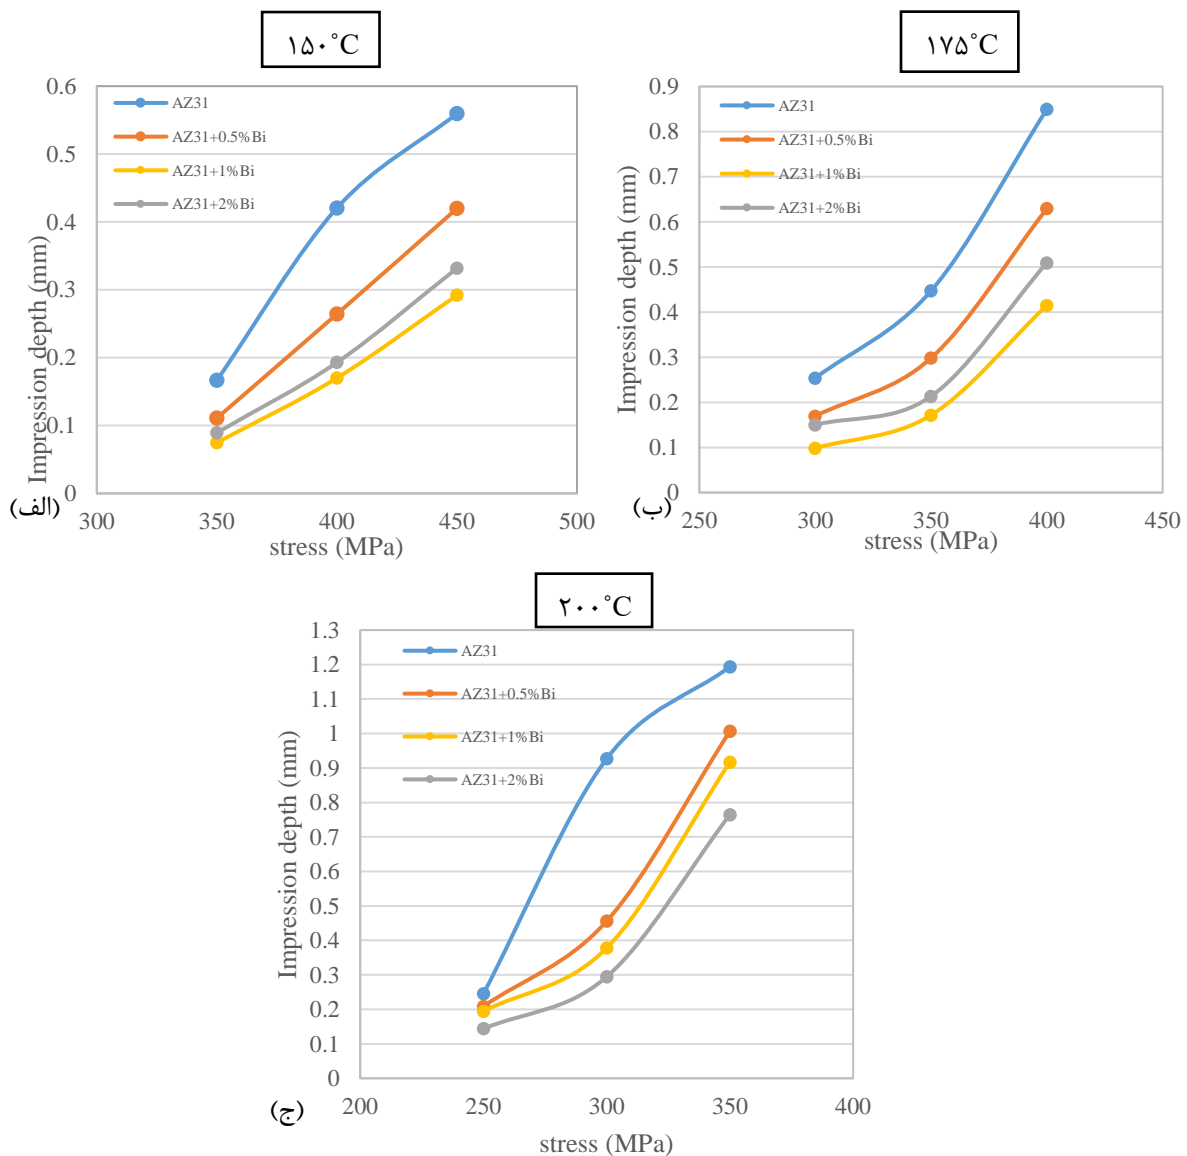 ۱۵۰˚C
0.6
0.5
0.4
0.3
0.2
0.1
0
300
350
400
450
500
Impression depth (mm)
stress (MPa)
AZ31
AZ31+0.5%Bi
AZ31+1%Bi
AZ31+2%Bi
(الف)
۱۷۵˚C
0.9
0.8
0.7
0.6
0.5
0.4
0.3
0.2
0.1
0
250
300
350
400
450
Impression depth (mm)
stress (MPa)
AZ31
AZ31+0.5%Bi
AZ31+1%Bi
AZ31+2%Bi
(ب)
۲۰۰˚C
1.3
1.2
1.1
1
0.9
0.8
0.7
0.6
0.5
0.4
0.3
0.2
0.1
0
200
250
300
350
400
Impression depth (mm)
stress (MPa)
AZ31
AZ31+0.5%Bi
AZ31+1%Bi
AZ31+2%Bi
(ج)